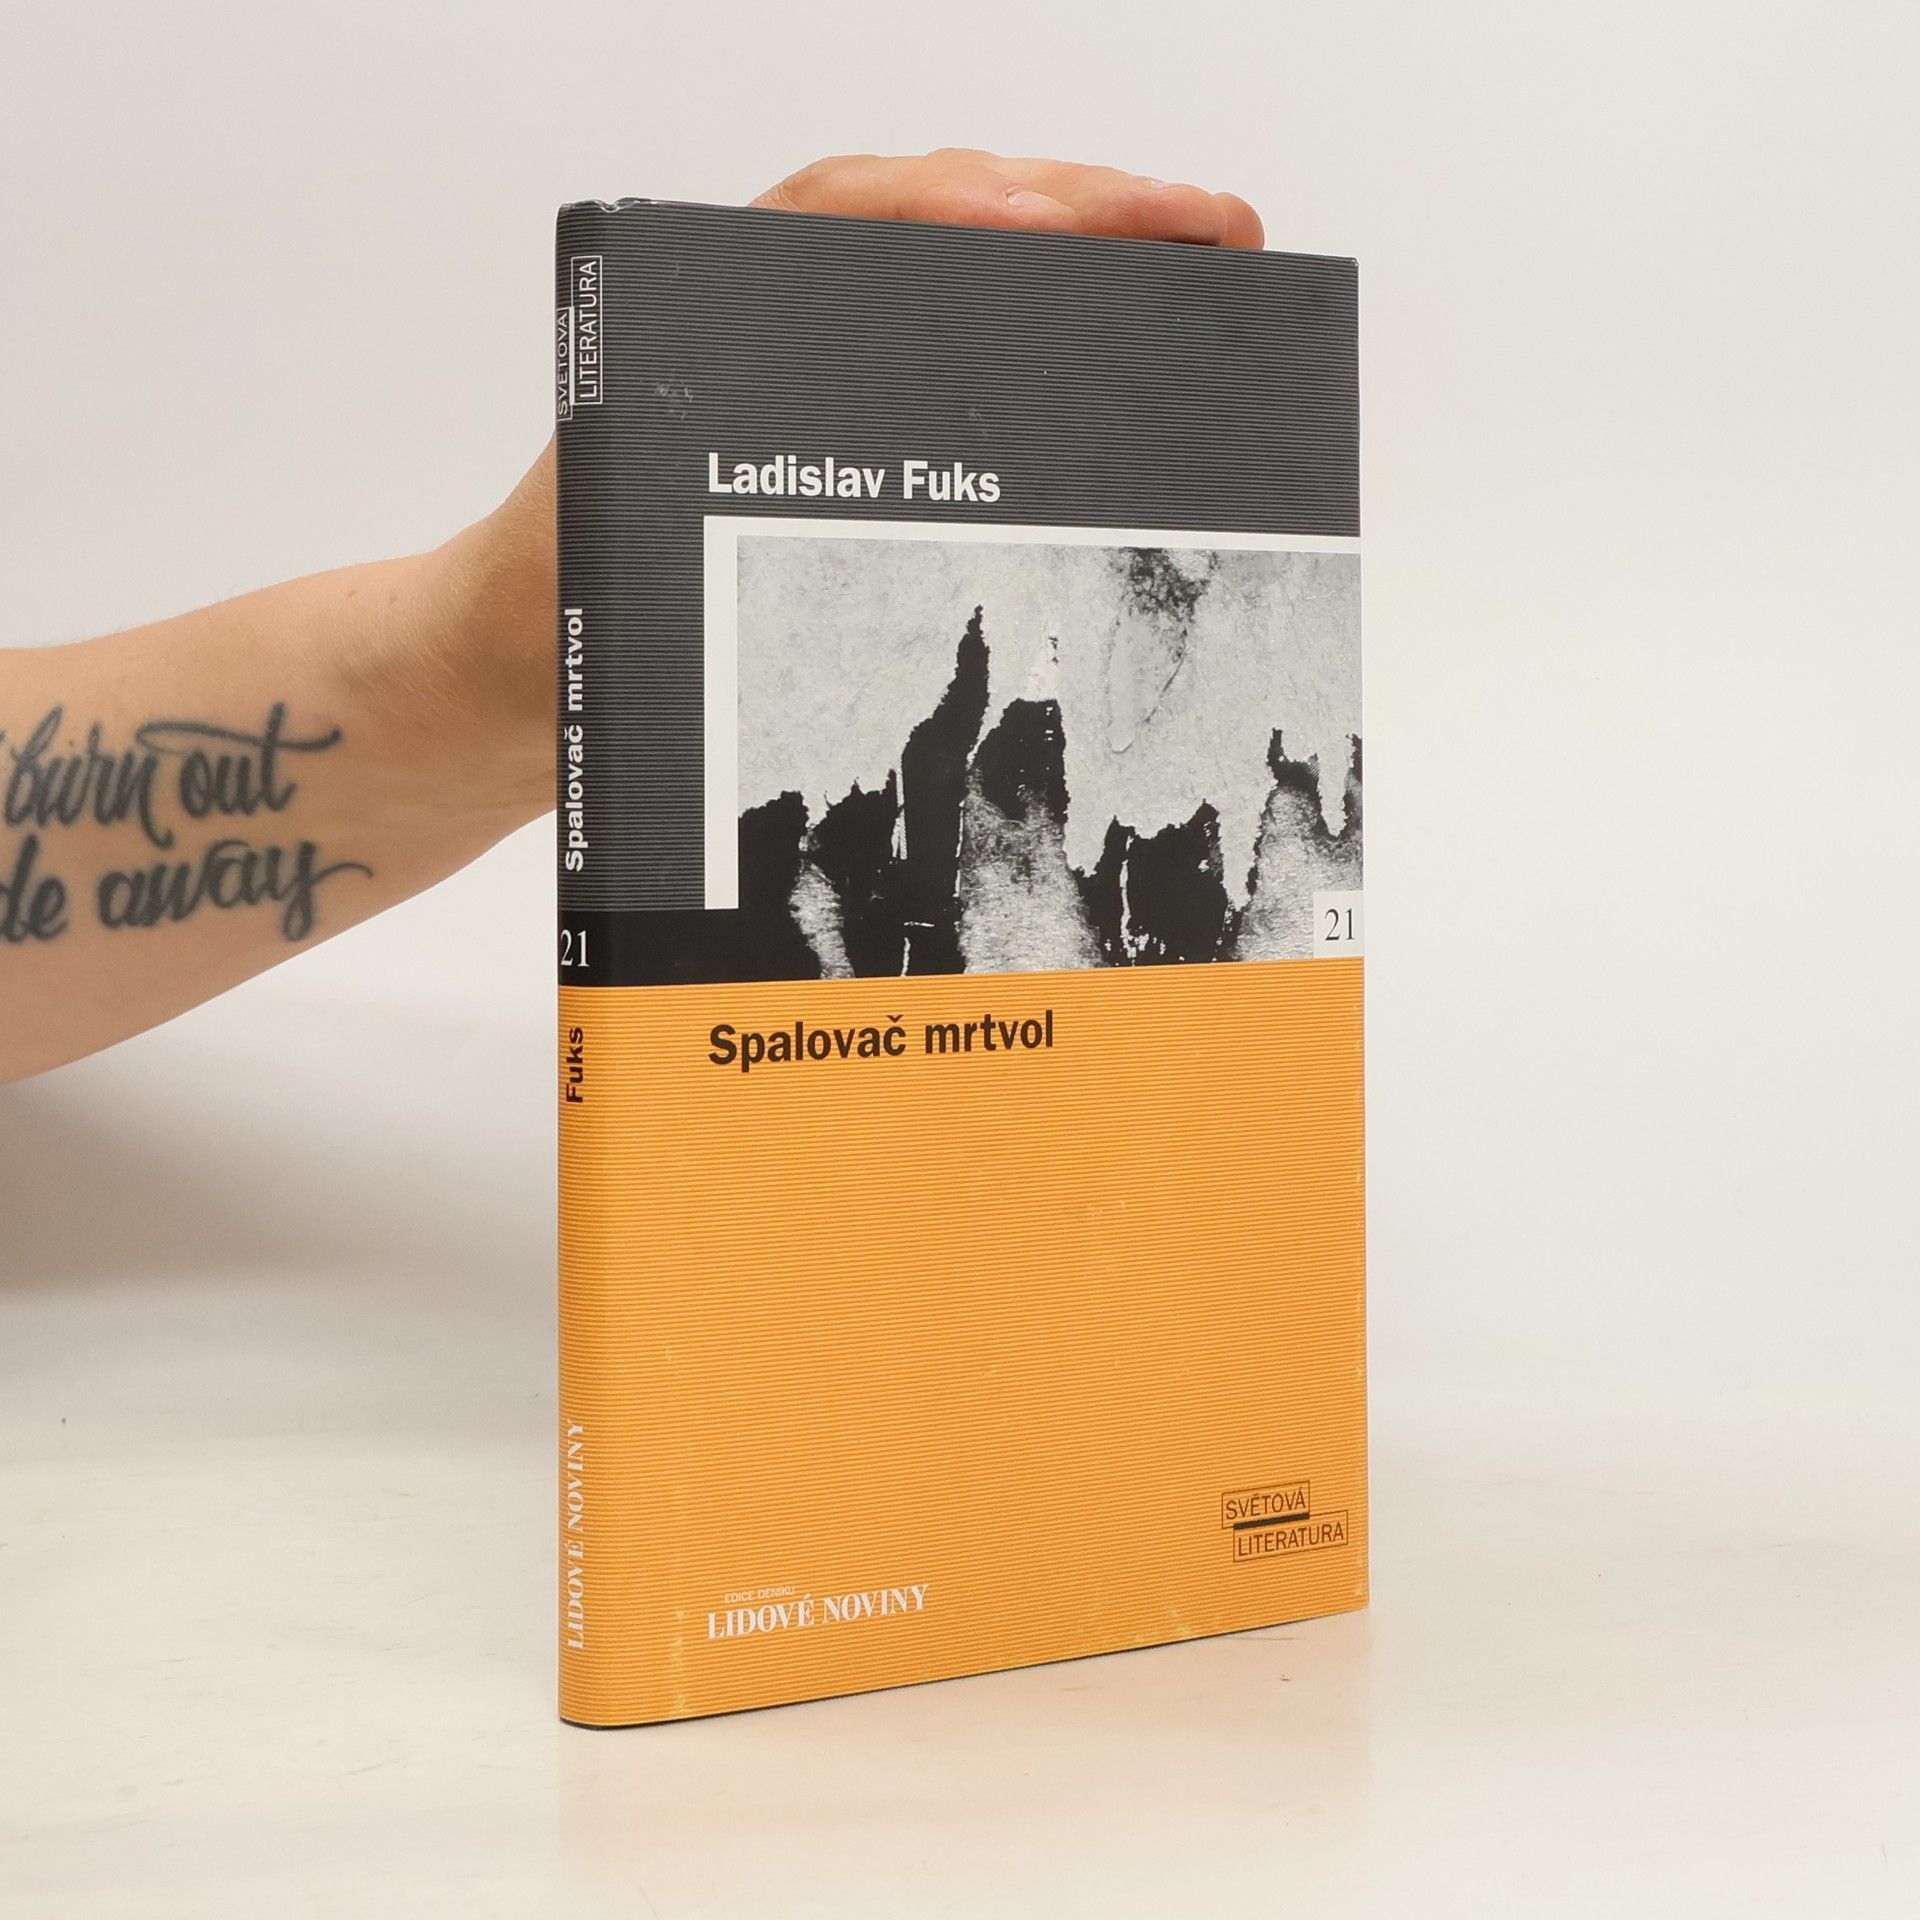 SVĚTOVÁ
LITERATURA
Spalovač mrtvol
21
Fuks
LIDOVÉ NOVINY
Ladislav Fuks
21
Spalovač mrtvol
SVĚTOVÁ
LITERATURA
EDICE DENÍKU
LIDOVÉ NOVINY
burn out
away